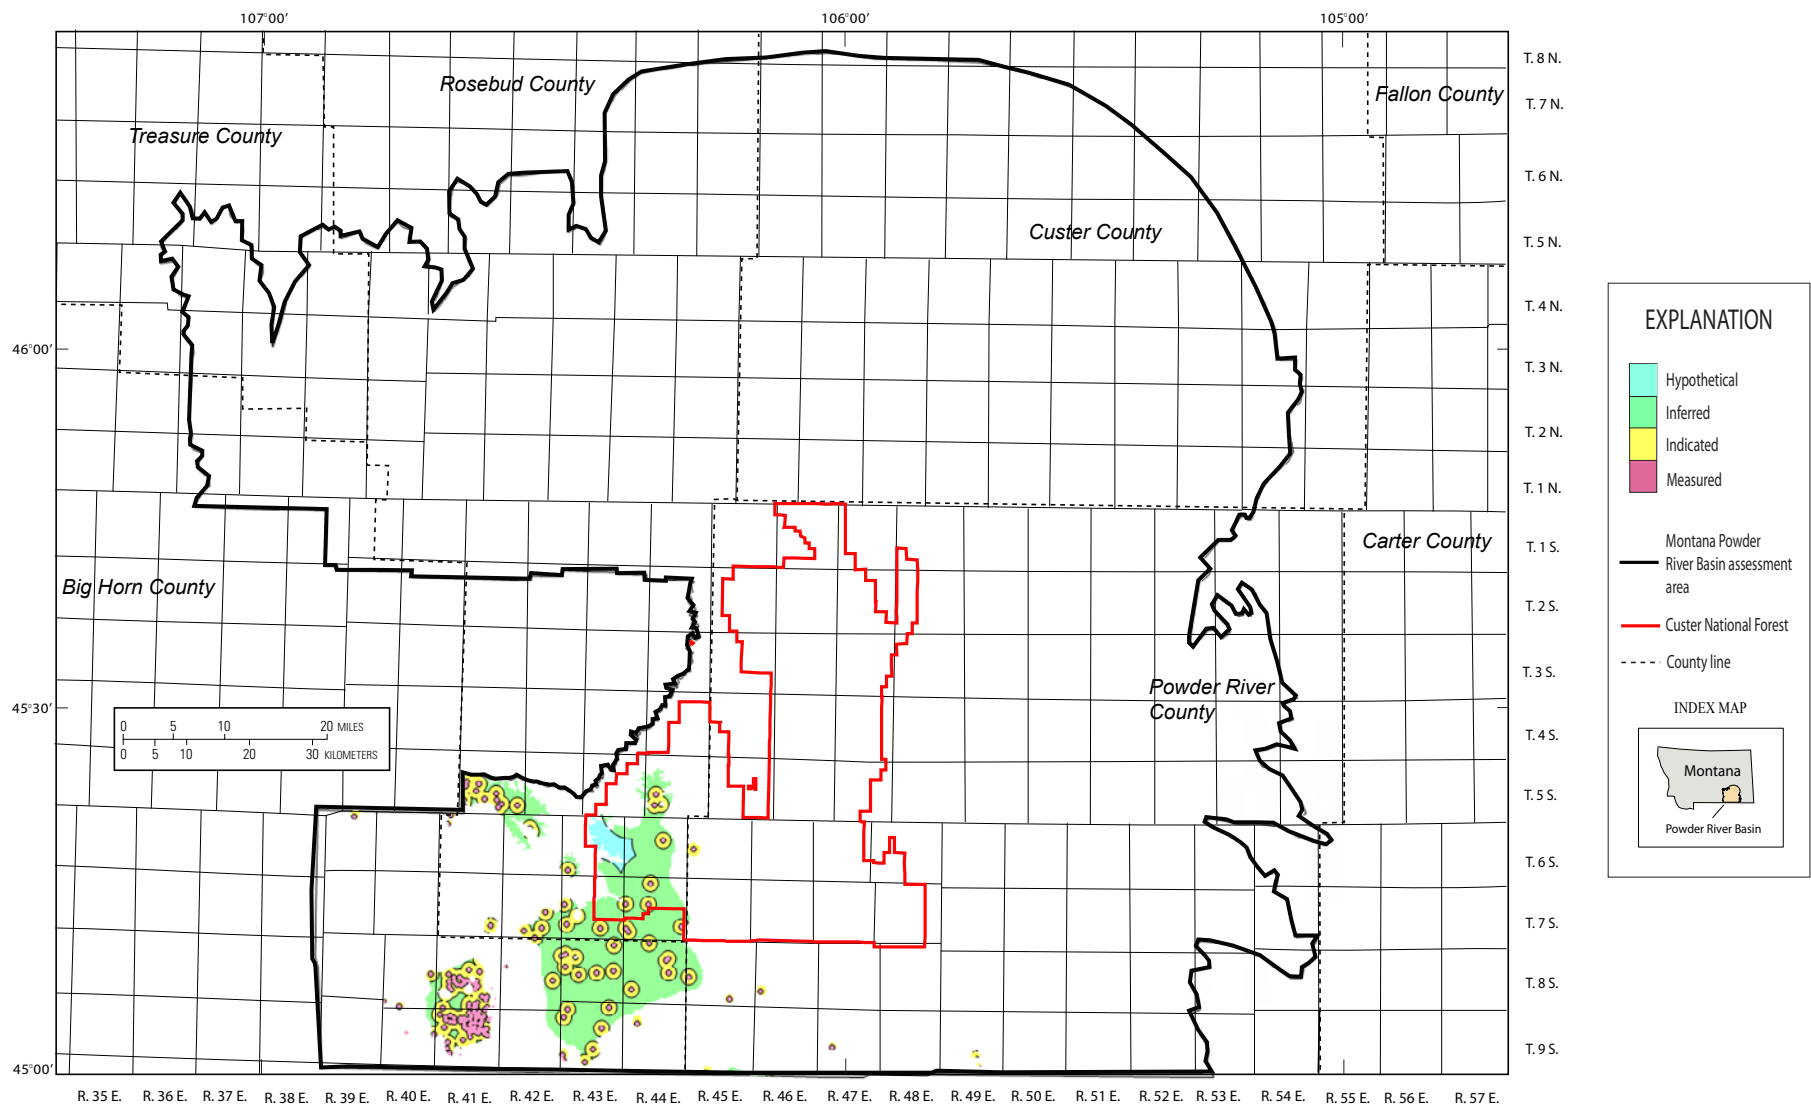 107°00′ 106°00′ 105°00′
T. 8 N.
Rosebud County
Fallon County
T. 7 N.
Treasure County
T. 6 N.
Custer County
T. 5 N.
T. 4 N.
46°00′
T. 3 N.
T. 2 N.
T. 1 N.
Carter County
T. 1 S.
Big Horn County
T. 2 S.
T. 3 S.
Powder River
County
45°30′
0 5 10 20 MILES
0 5 10 20 30 KILOMETERS
T. 4 S.
T. 5 S.
T. 6 S.
T. 7 S.
T. 8 S.
T. 9 S.
45°00′
R. 35 E. R. 36 E. R. 37 E. R. 38 E. R. 39 E. R. 40 E. R. 41 E. R. 42 E. R. 43 E. R. 44 E. R. 45 E. R. 46 E. R. 47 E. R. 48 E. R. 49 E. R. 50 E. R. 51 E. R. 52 E. R. 53 E. R. 54 E. R. 55 E. R. 56 E. R. 57 E.
EXPLANATION
Hypothetical
Inferred
Indicated
Measured
Montana Powder
River Basin assessment
area
Custer National Forest
County line
INDEX MAP
Montana
Powder River Basin